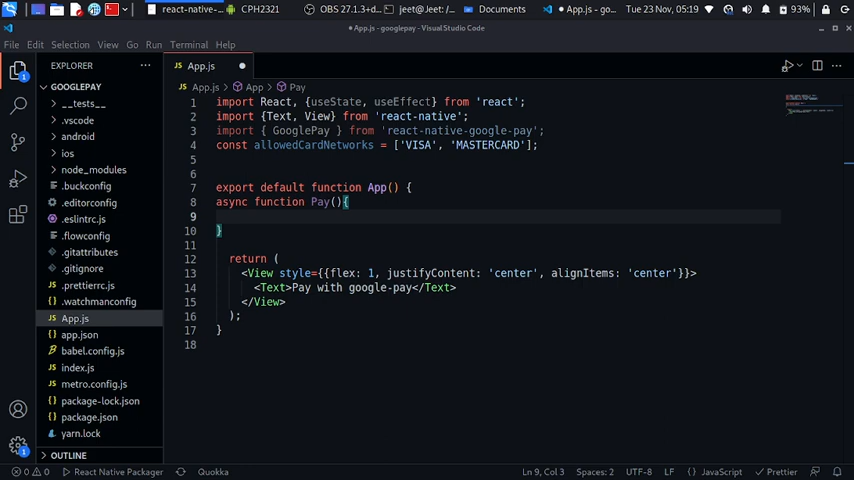 react-native-...
CPH2321
OBS 27.1.3+d...
jeet@Jeet: /...
Documents
● App.js - go...
Tue 23 Nov, 05:19
93%
● App.js - googlepay - Visual Studio Code
File Edit Selection View Go Run Terminal Help
EXPLORER
App.js
GOOGLEPAY
App.js > App > Pay
__tests__
.vscode
android
ios
node_modules
.buckconfig
.editorconfig
.eslintrc.js
.flowconfig
.gitattributes
.gitignore
.prettierrc.js
.watchmanconfig
App.js
app.json
babel.config.js
index.js
metro.config.js
package-lock.json
package.json
yarn.lock
OUTLINE
1 import React, {useState, useEffect} from 'react';
2 import {Text, View} from 'react-native';
3 import { GooglePay } from 'react-native-google-pay';
4 const allowedCardNetworks = ['VISA', 'MASTERCARD'];
5
6
7 export default function App() {
8 async function Pay(){
9
10 }
11
12 return (
13 <View style={{flex: 1, justifyContent: 'center', alignItems: 'center'}}>
14 <Text>Pay with google-pay</Text>
15 </View>
16 );
17 }
18
1
1
0 0 React Native Packager Quokka Ln 9, Col 3 Spaces: 2 UTF-8 LF {} JavaScript Prettier